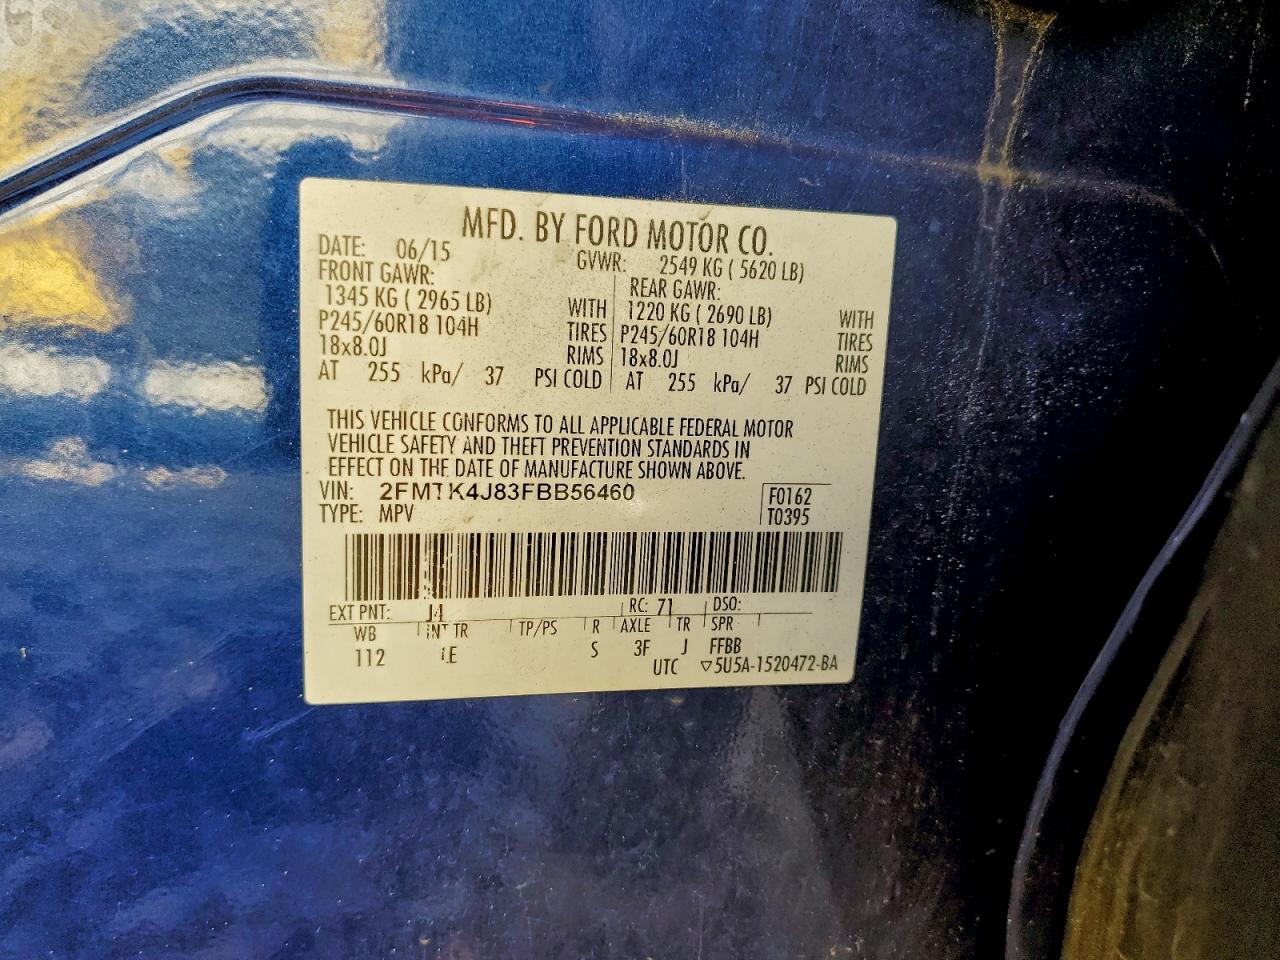 MFD. BY FORD MOTOR CO.
DATE: 06/15 GVWR: 2549 KG ( 5620 LB)
FRONT GAWR: REAR GAWR:
1345 KG ( 2965 LB) WITH 1220 KG ( 2690 LB) WITH
P245/60R18 104H TIRES P245/60R18 104H TIRES
18x8.0J RIMS 18x8.0J RIMS
AT 255 kPa/ 37 PSI COLD AT 255 kPa/ 37 PSI COLD
THIS VEHICLE CONFORMS TO ALL APPLICABLE FEDERAL MOTOR
VEHICLE SAFETY AND THEFT PREVENTION STANDARDS IN
EFFECT ON THE DATE OF MANUFACTURE SHOWN ABOVE.
VIN: 2FMTK4J83FBB56460 F0162
TYPE: MPV T0395
EXT PNT: J4 RC: 71 DSO:
WB INT TR TP/PS R AXLE TR SPR
112 S 3F J FFBB
UTC ▽5U5A-1520472-BA